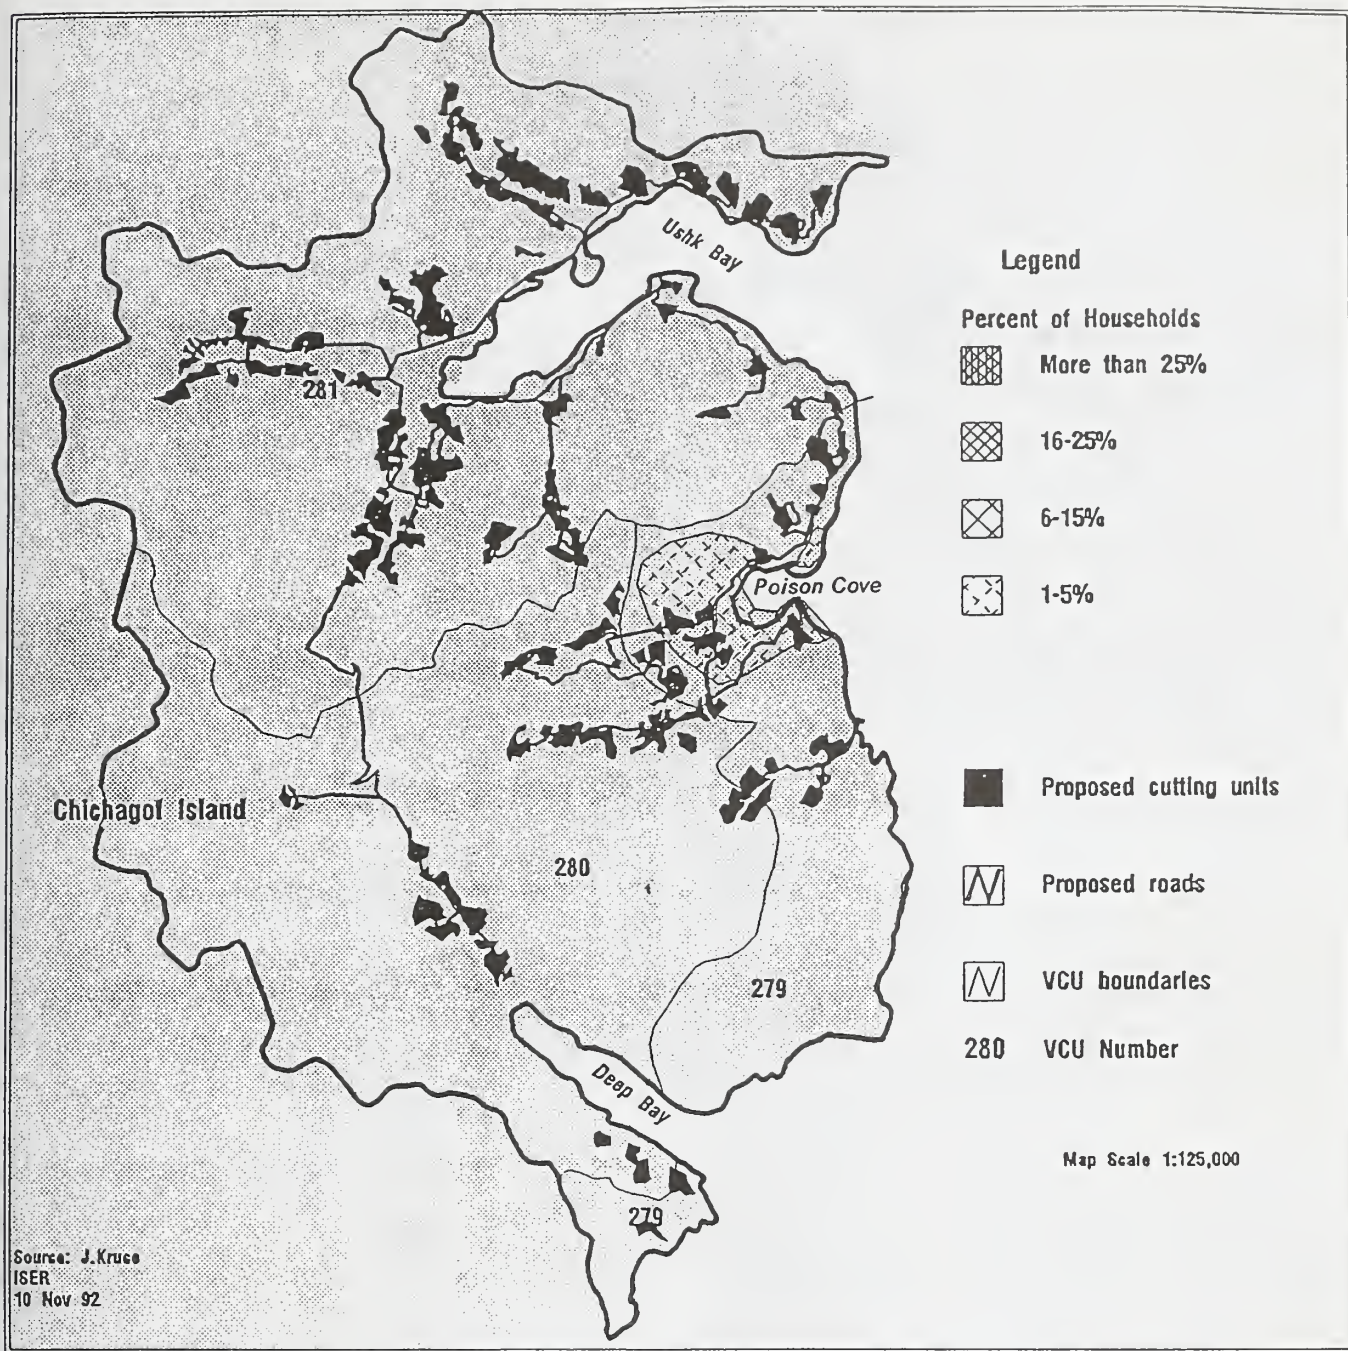 Ushk Bay
Legend
Percent of Households
More than 25%
281
16-25%
6-15%
Poison Cove
1-5%
Proposed cutting units
Chichagof Island
280
Proposed roads
279
VCU boundaries
280 VCU Number
Deep Bay
Map Scale 1:125,000
279
Source: J.Kruse
ISER
10 Nov 92